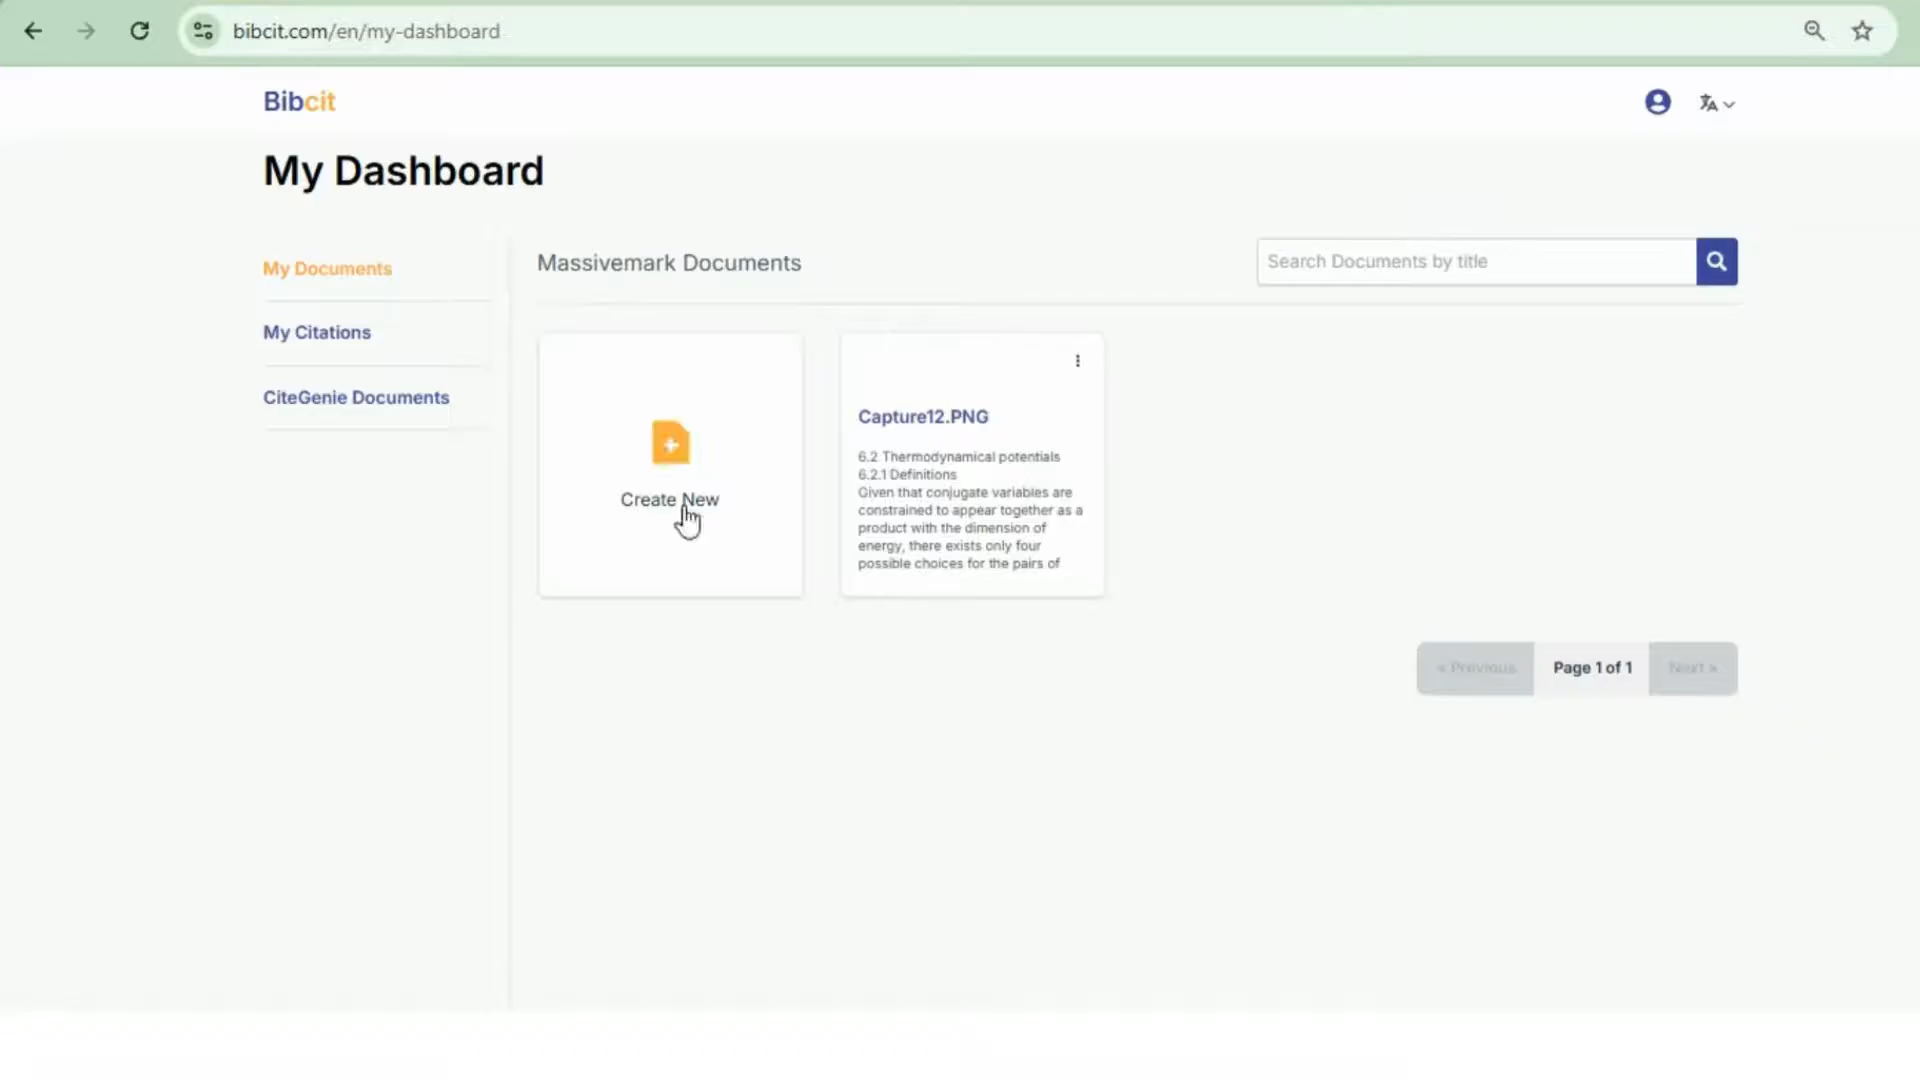 bibcit.com/en/my-dashboard
Bibcit
My Dashboard
My Documents
My Citations
CiteGenie Documents
Massivemark Documents
Search Documents by title
Create New
Capture12.PNG
6.2 Thermodynamical potentials
6.2.1 Definitions
Given that conjugate variables are
constrained to appear together as a
product with the dimension of
energy, there exists only four
possible choices for the pairs of
« Previous
Page 1 of 1
Next »